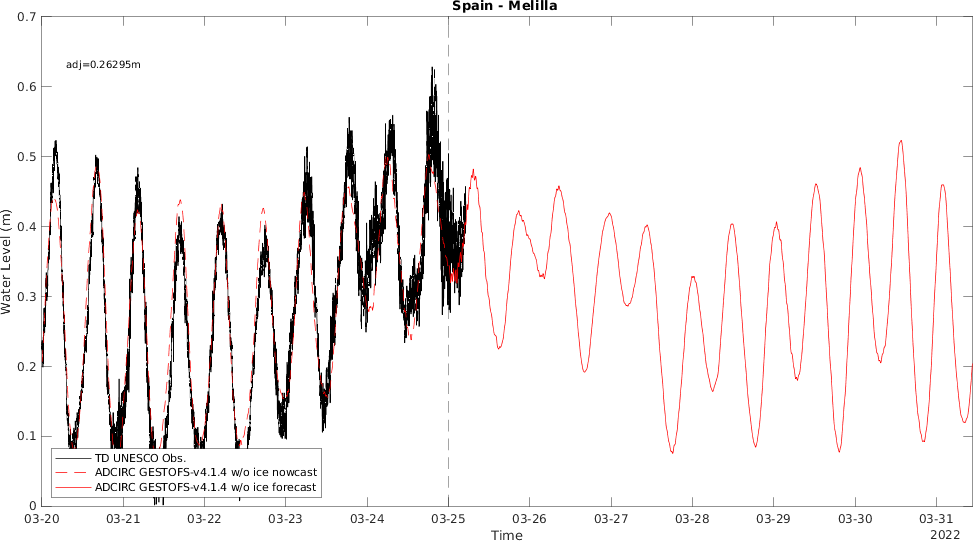 Spain - Melilla
0.7
adj=0.26295m
0.6
0.5
0.4
Water Level (m)
0.3
0.2
0.1
TD UNESCO Obs.
ADCIRC GESTOFS-v4.1.4 w/o ice nowcast
ADCIRC GESTOFS-v4.1.4 w/o ice forecast
0
03-20 03-21 03-22 03-23 03-24 03-25 03-26 03-27 03-28 03-29 03-30 03-31
Time 2022